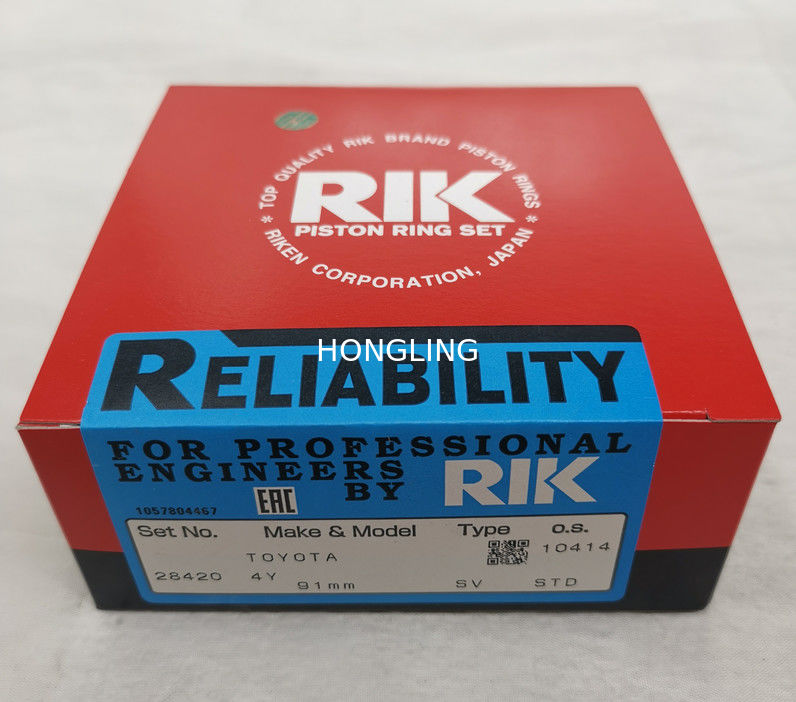 * TOP QUALITY RIK BRAND PISTON RINGS *
RIK
PISTON RING SET
RIKEN CORPORATION, JAPAN
HONGLING
RELIABILITY
FOR PROFESSIONAL
ENGINEERS
BY RIK
1057804467
EAC
Set No. Make & Model Type o.s.
TOYOTA 10414
28420 4Y 91mm SV STD